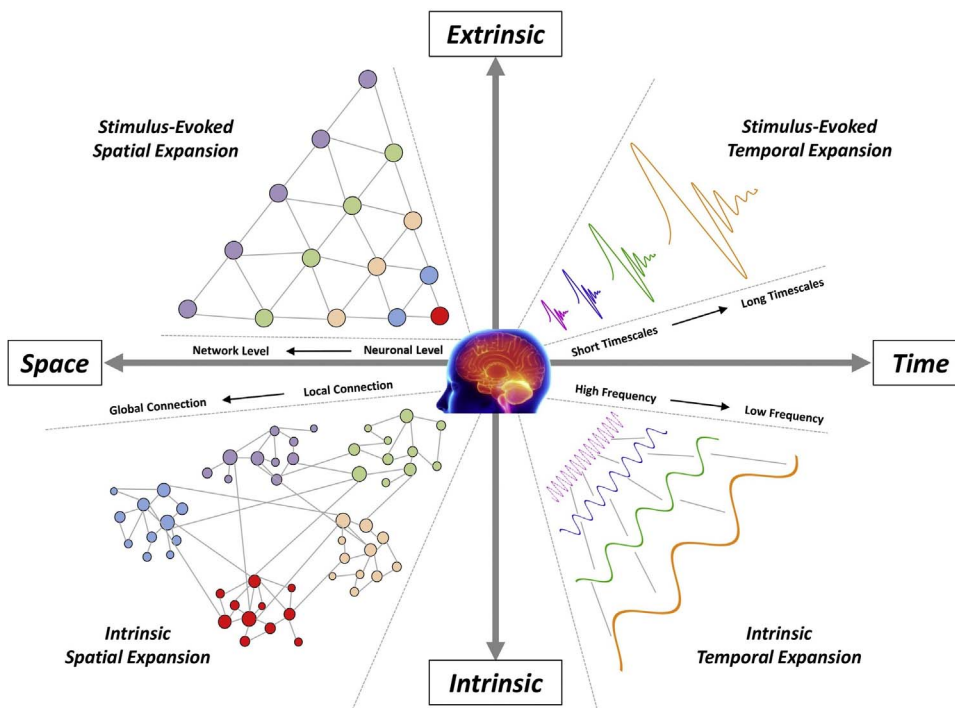 Extrinsic
Stimulus-Evoked
Spatial Expansion
Stimulus-Evoked
Temporal Expansion
Short Timescales
Long Timescales
Network Level
Neuronal Level
Space
Time
Global Connection
Local Connection
High Frequency
Low Frequency
Intrinsic
Spatial Expansion
Intrinsic
Temporal Expansion
Intrinsic